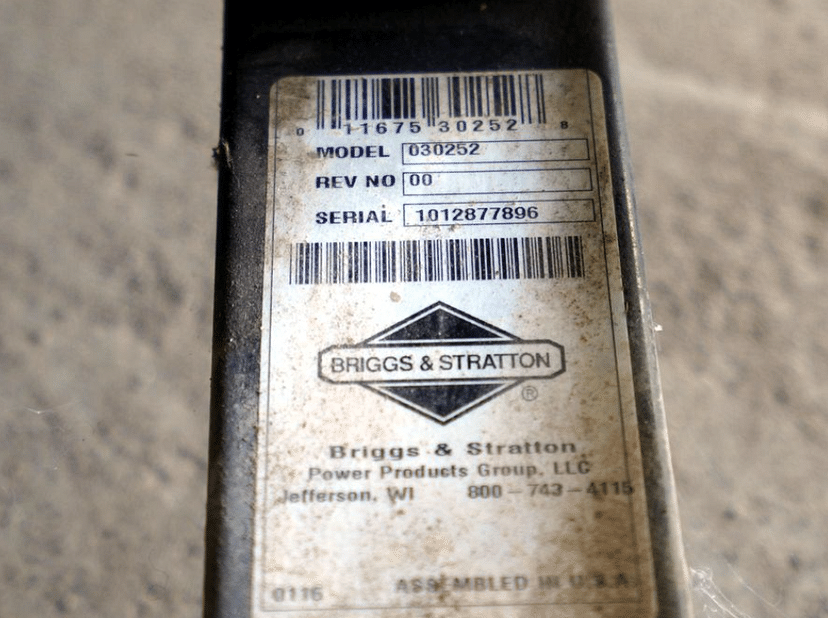 0 11675 30252 8
MODEL 030252
REV NO 00
SERIAL 1012877896
BRIGGS & STRATTON
®
Briggs & Stratton
Power Products Group, LLC
Jefferson, WI 800-743-4115
0116 ASSEMBLED IN U.S.A.